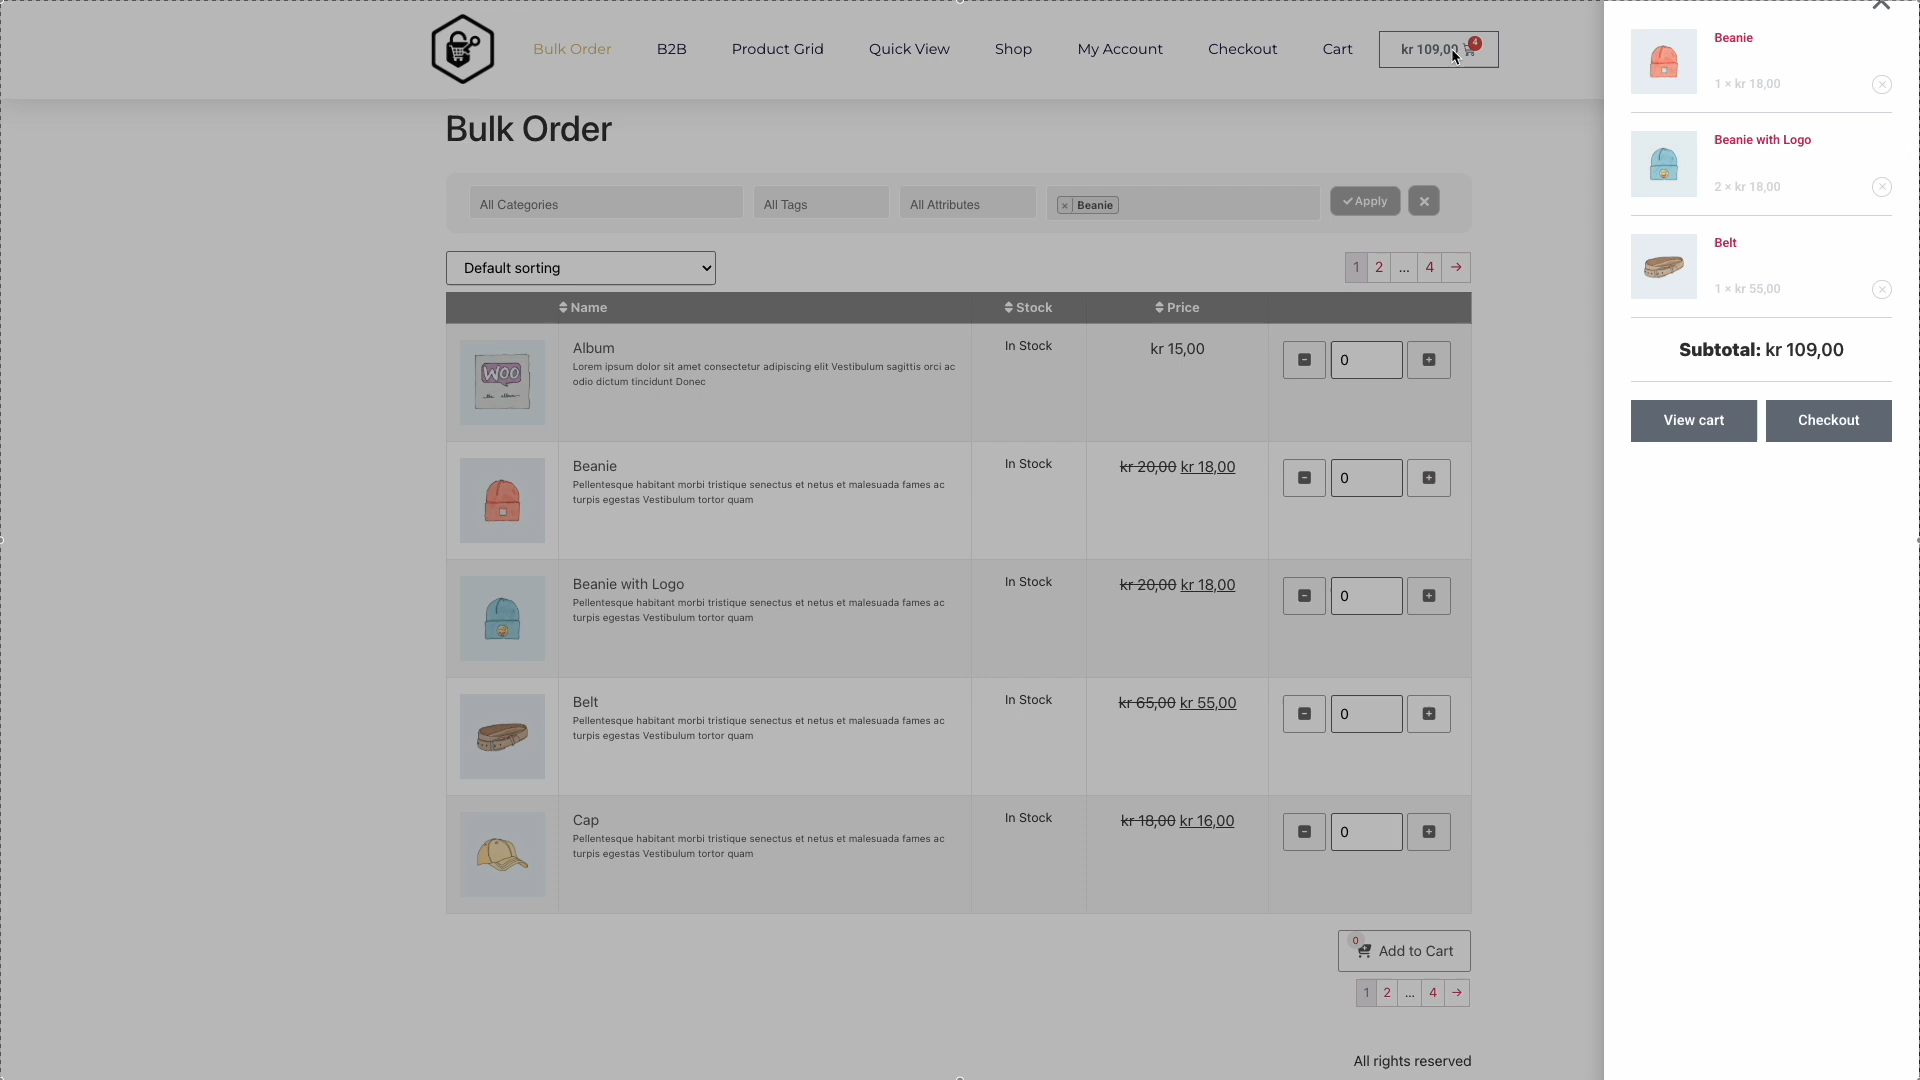 Bulk Order
B2B
Product Grid
Quick View
Shop
My Account
Checkout
Cart
kr 109,00
4
Bulk Order
All Categories
All Tags
All Attributes
× Beanie
Apply
Default sorting
1 2 ... 4 →
Name
Stock
Price
WOO
Album
Lorem ipsum dolor sit amet consectetur adipiscing elit Vestibulum sagittis orci ac
odio dictum tincidunt Donec
In Stock
kr 15,00
0
Beanie
Pellentesque habitant morbi tristique senectus et netus et malesuada fames ac
turpis egestas Vestibulum tortor quam
In Stock
kr 20,00 kr 18,00
0
Beanie with Logo
Pellentesque habitant morbi tristique senectus et netus et malesuada fames ac
turpis egestas Vestibulum tortor quam
In Stock
kr 20,00 kr 18,00
0
Belt
Pellentesque habitant morbi tristique senectus et netus et malesuada fames ac
turpis egestas Vestibulum tortor quam
In Stock
kr 65,00 kr 55,00
0
Cap
Pellentesque habitant morbi tristique senectus et netus et malesuada fames ac
turpis egestas Vestibulum tortor quam
In Stock
kr 18,00 kr 16,00
0
0
Add to Cart
1 2 ... 4 →
All rights reserved
Beanie
1 × kr 18,00
Beanie with Logo
2 × kr 18,00
Belt
1 × kr 55,00
Subtotal: kr 109,00
View cart
Checkout